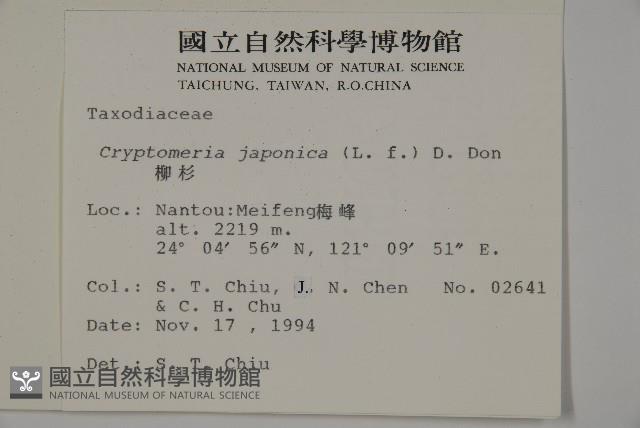 國立自然科學博物館
NATIONAL MUSEUM OF NATURAL SCIENCE
TAICHUNG, TAIWAN, R.O.CHINA
Taxodiaceae
Cryptomeria japonica (L. f.) D. Don
柳杉
Loc.: Nantou:Meifeng梅峰
alt. 2219 m.
24° 04′ 56″ N, 121° 09′ 51″ E.
Col.: S. T. Chiu, J. N. Chen No. 02641
& C. H. Chu
Date: Nov. 17 , 1994
Det.: S. T. Chiu
國立自然科學博物館
NATIONAL MUSEUM OF NATURAL SCIENCE